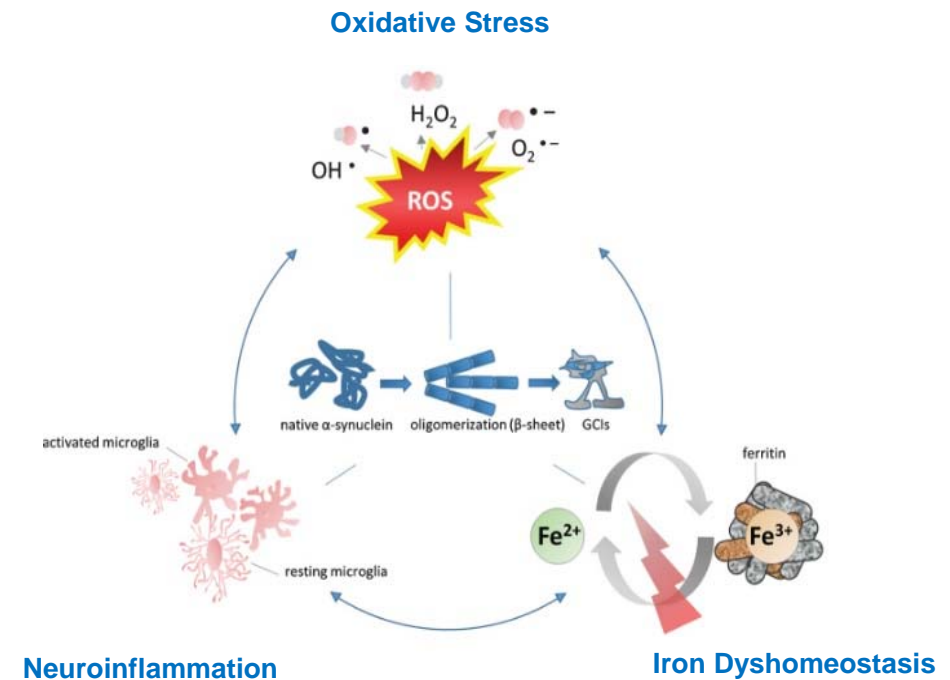 Oxidative Stress
H₂O₂
• −
•
O₂•−
OH •
ROS
native α-synuclein oligomerization (β-sheet) GCIs
activated microglia
ferritin
Fe²⁺
Fe³⁺
resting microglia
Neuroinflammation
Iron Dyshomeostasis